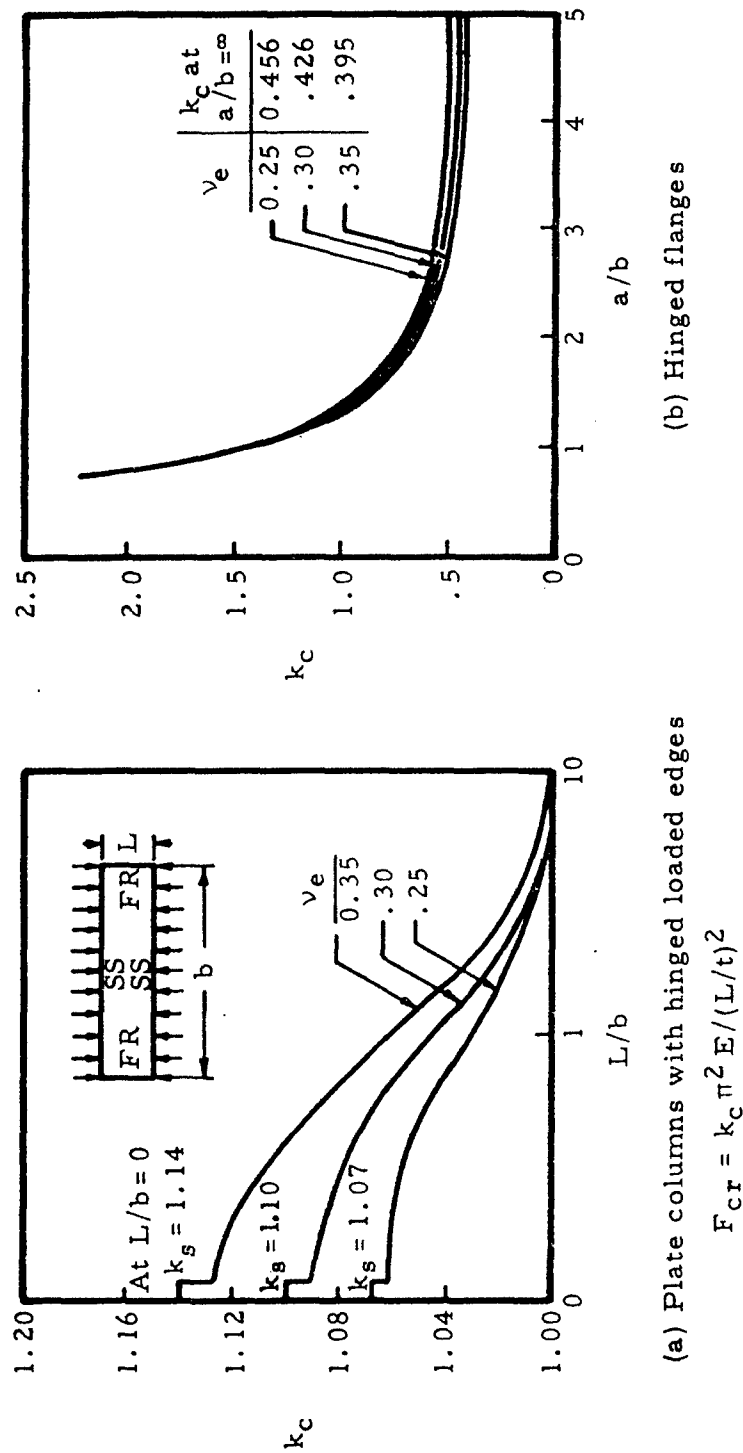 1.20
1.16
1.12
1.08
1.04
1.00
k_c
At L/b=0
k_s = 1.14
k_s = 1.10
k_s = 1.07
FR SS FR
SS
L
b
ν_e
0.35
.30
.25
0 1 10
L/b
(a) Plate columns with hinged loaded edges
F_cr = k_c π² E/(L/t)²
2.5
2.0
1.5
1.0
.5
0
k_c
ν_e k_c at
a/b=∞
0.25 0.456
.30 .426
.35 .395
0 1 2 3 4 5
a/b
(b) Hinged flanges